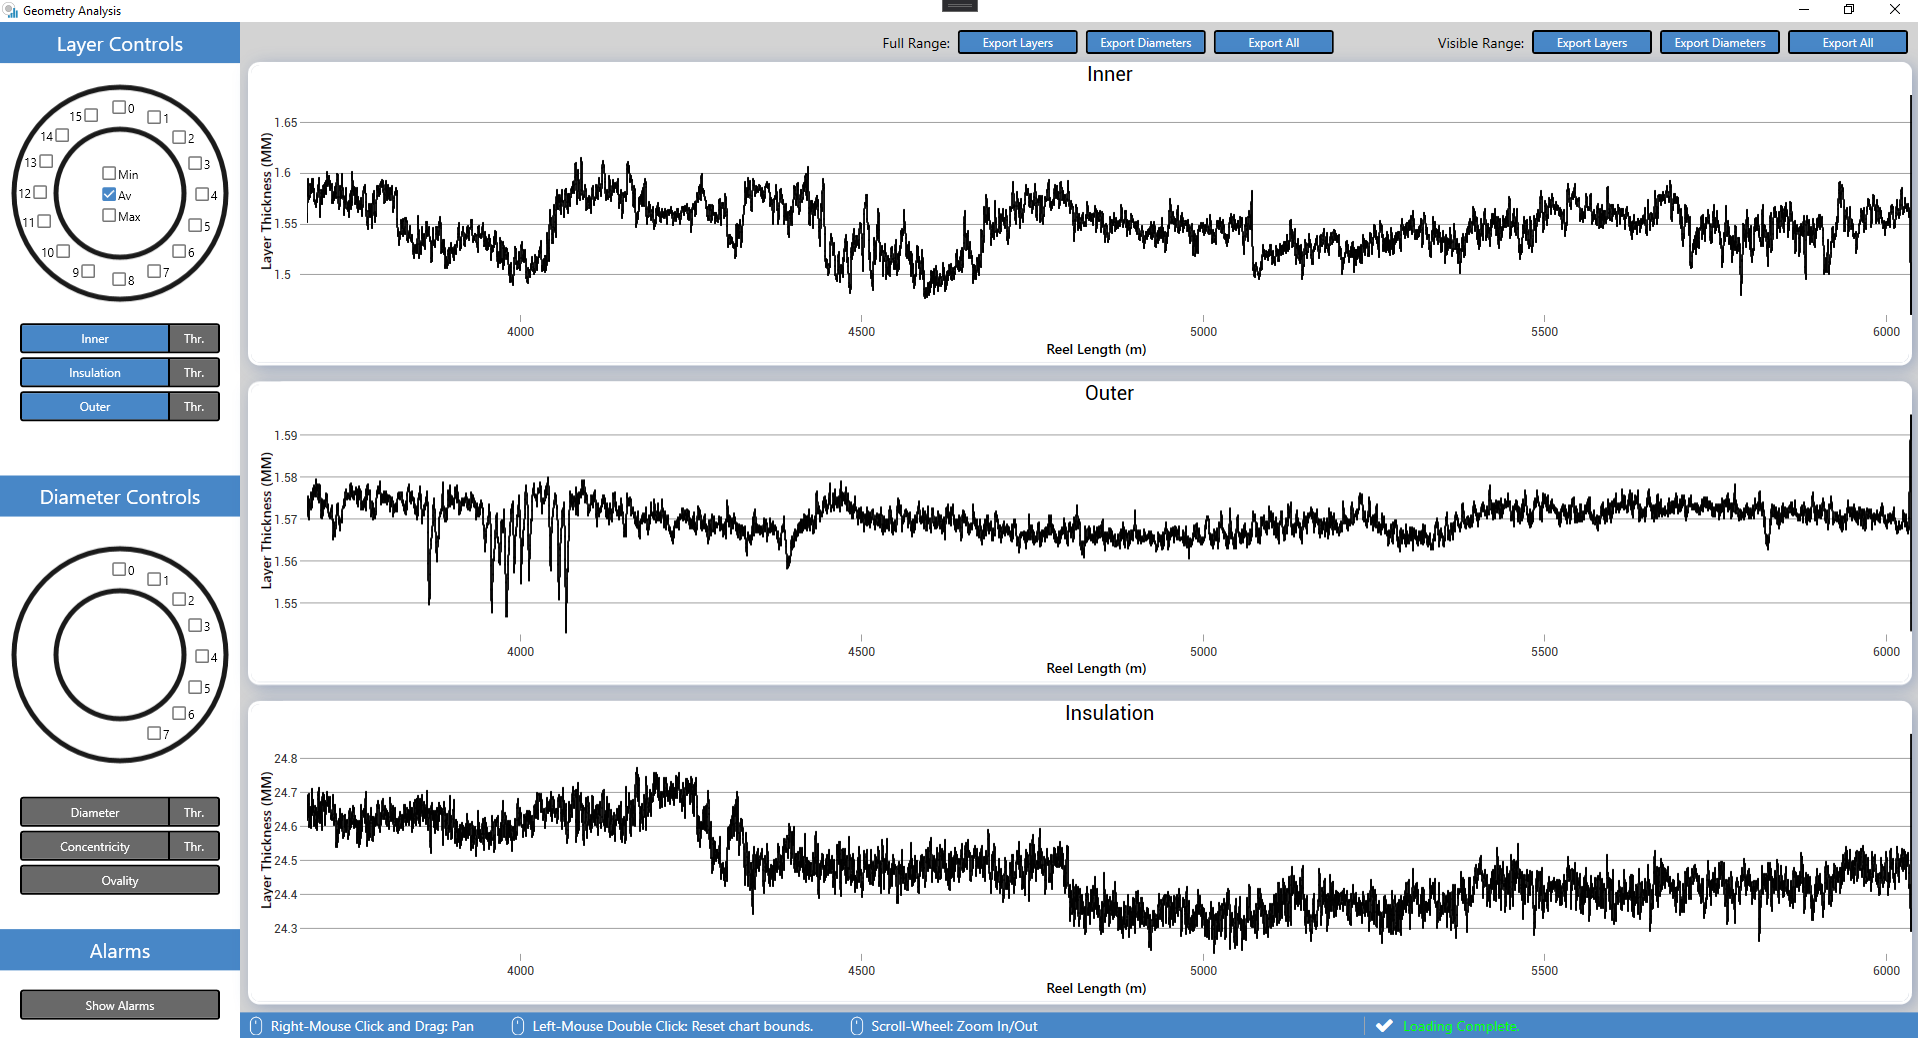 Geometry Analysis
Layer Controls
Full Range: Export Layers Export Diameters Export All Visible Range: Export Layers Export Diameters Export All
0
1
2
3
4
5
6
7
8
9
10
11
12
13
14
15
Min
Av
Max
Inner Thr.
Insulation Thr.
Outer Thr.
Diameter Controls
0
1
2
3
4
5
6
7
Diameter Thr.
Concentricity Thr.
Ovality
Alarms
Show Alarms
Inner
Layer Thickness (MM)
1.65
1.6
1.55
1.5
4000 4500 5000 5500 6000
Reel Length (m)
Outer
Layer Thickness (MM)
1.59
1.58
1.57
1.56
1.55
4000 4500 5000 5500 6000
Reel Length (m)
Insulation
Layer Thickness (MM)
24.8
24.7
24.6
24.5
24.4
24.3
4000 4500 5000 5500 6000
Reel Length (m)
Right-Mouse Click and Drag: Pan Left-Mouse Double Click: Reset chart bounds. Scroll-Wheel: Zoom In/Out Loading Complete.